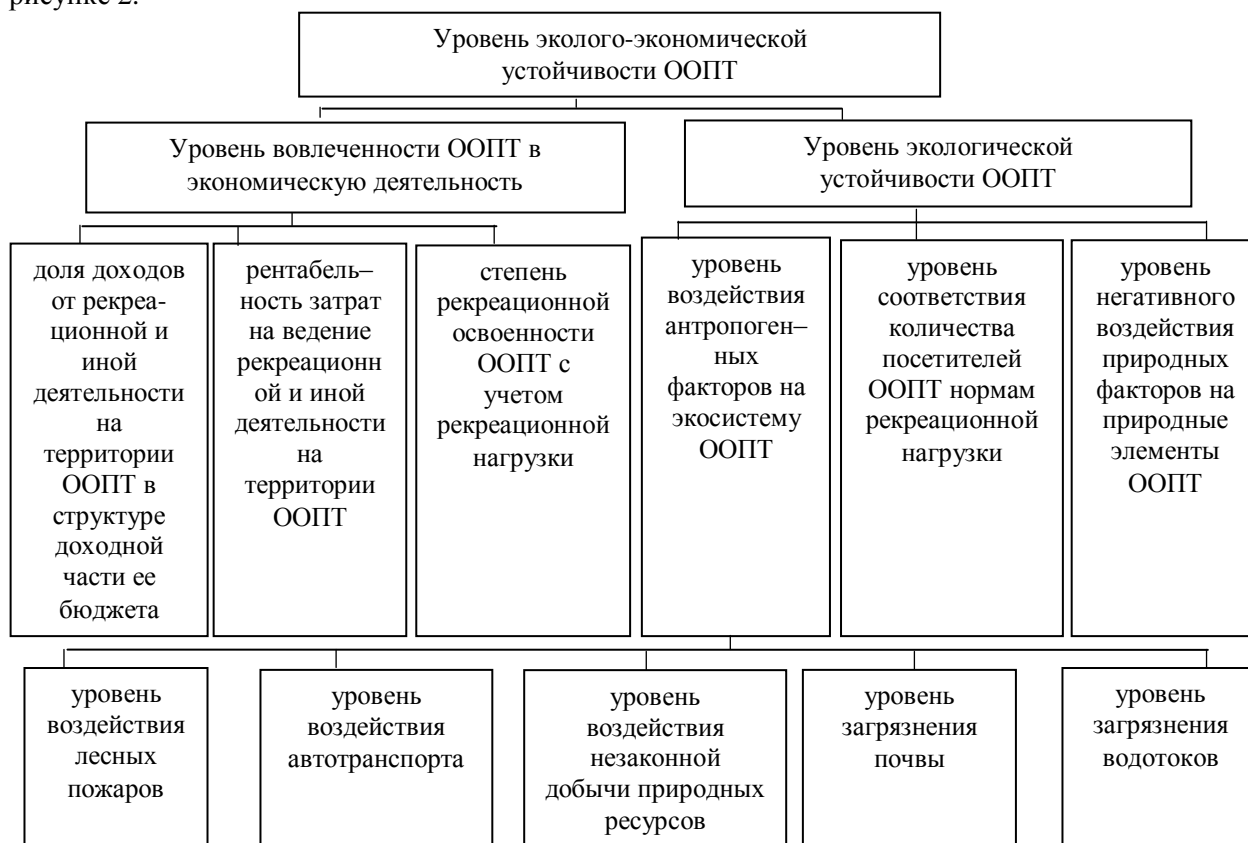 рисунке 2.
Уровень эколого-экономической
устойчивости ООПТ
Уровень вовлеченности ООПТ в
экономическую деятельность
Уровень экологической
устойчивости ООПТ
доля доходов
от рекреа-
ционной и
иной
деятельности
на
территории
ООПТ в
структуре
доходной
части ее
бюджета
рентабель–
ность затрат
на ведение
рекреационн
ой и иной
деятельности
на
территории
ООПТ
степень
рекреационной
освоенности
ООПТ с
учетом
рекреационной
нагрузки
уровень
воздействия
антропоген–
ных
факторов на
экосистему
ООПТ
уровень
соответствия
количества
посетителей
ООПТ нормам
рекреационной
нагрузки
уровень
негативного
воздействия
природных
факторов на
природные
элементы
ООПТ
уровень
воздействия
лесных
пожаров
уровень
воздействия
автотранспорта
уровень
воздействия
незаконной
добычи природных
ресурсов
уровень
загрязнения
почвы
уровень
загрязнения
водотоков